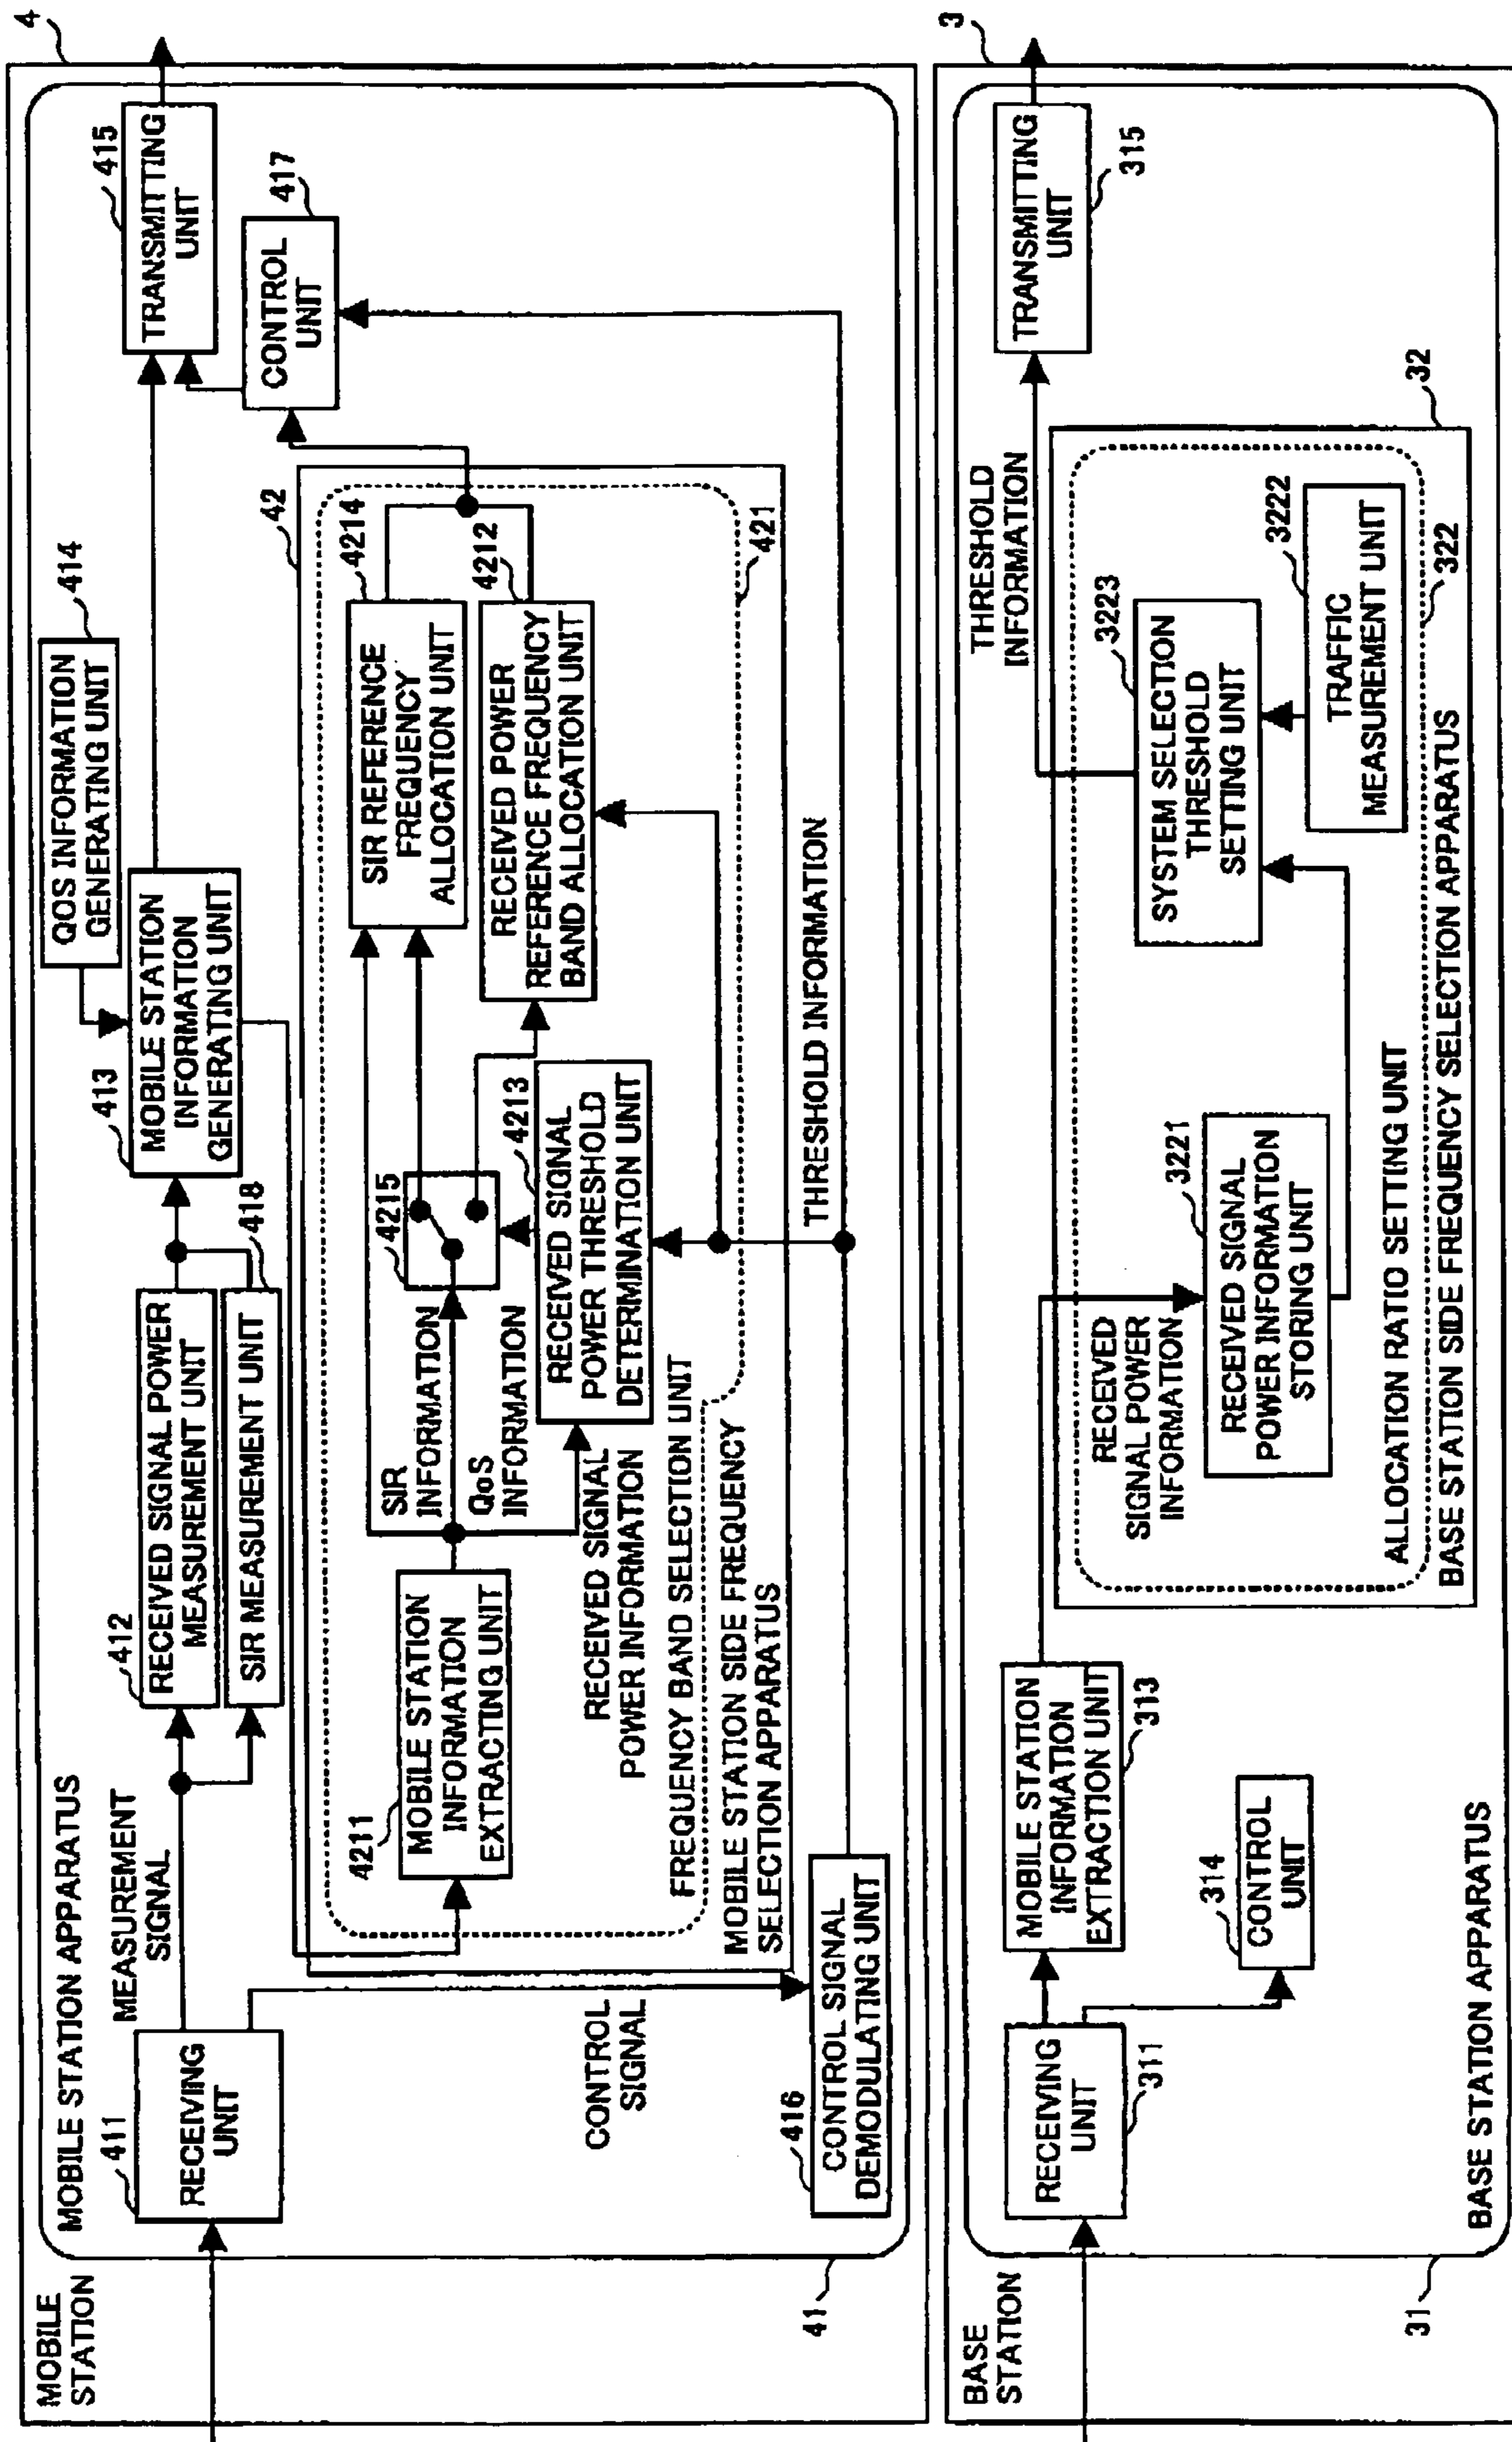 MOBILE
STATION
4
MOBILE STATION APPARATUS
41
411
RECEIVING
UNIT
MEASUREMENT
SIGNAL
412
RECEIVED SIGNAL POWER
MEASUREMENT UNIT
SIR MEASUREMENT UNIT
418
413
MOBILE STATION
INFORMATION
GENERATING UNIT
QOS INFORMATION
GENERATING UNIT
414
TRANSMITTING
UNIT
415
CONTROL
UNIT
417
42
4211
MOBILE STATION
INFORMATION
EXTRACTING UNIT
SIR
INFORMATION
QoS
INFORMATION
4215
RECEIVED SIGNAL
POWER INFORMATION
RECEIVED SIGNAL
POWER THRESHOLD
DETERMINATION UNIT
4213
SIR REFERENCE
FREQUENCY
ALLOCATION UNIT
4214
RECEIVED POWER
REFERENCE FREQUENCY
BAND ALLOCATION UNIT
4212
421
FREQUENCY BAND SELECTION UNIT
MOBILE STATION SIDE FREQUENCY
SELECTION APPARATUS
CONTROL
SIGNAL
416
CONTROL SIGNAL
DEMODULATING UNIT
THRESHOLD INFORMATION
BASE
STATION
3
31
RECEIVING
UNIT
311
MOBILE STATION
INFORMATION
EXTRACTION UNIT
313
314
CONTROL
UNIT
RECEIVED
SIGNAL POWER
INFORMATION
3221
RECEIVED SIGNAL
POWER INFORMATION
STORING UNIT
3223
SYSTEM SELECTION
THRESHOLD
SETTING UNIT
3222
TRAFFIC
MEASUREMENT UNIT
THRESHOLD
INFORMATION
32
322
TRANSMITTING
UNIT
315
ALLOCATION RATIO SETTING UNIT
BASE STATION SIDE FREQUENCY SELECTION APPARATUS
BASE STATION APPARATUS